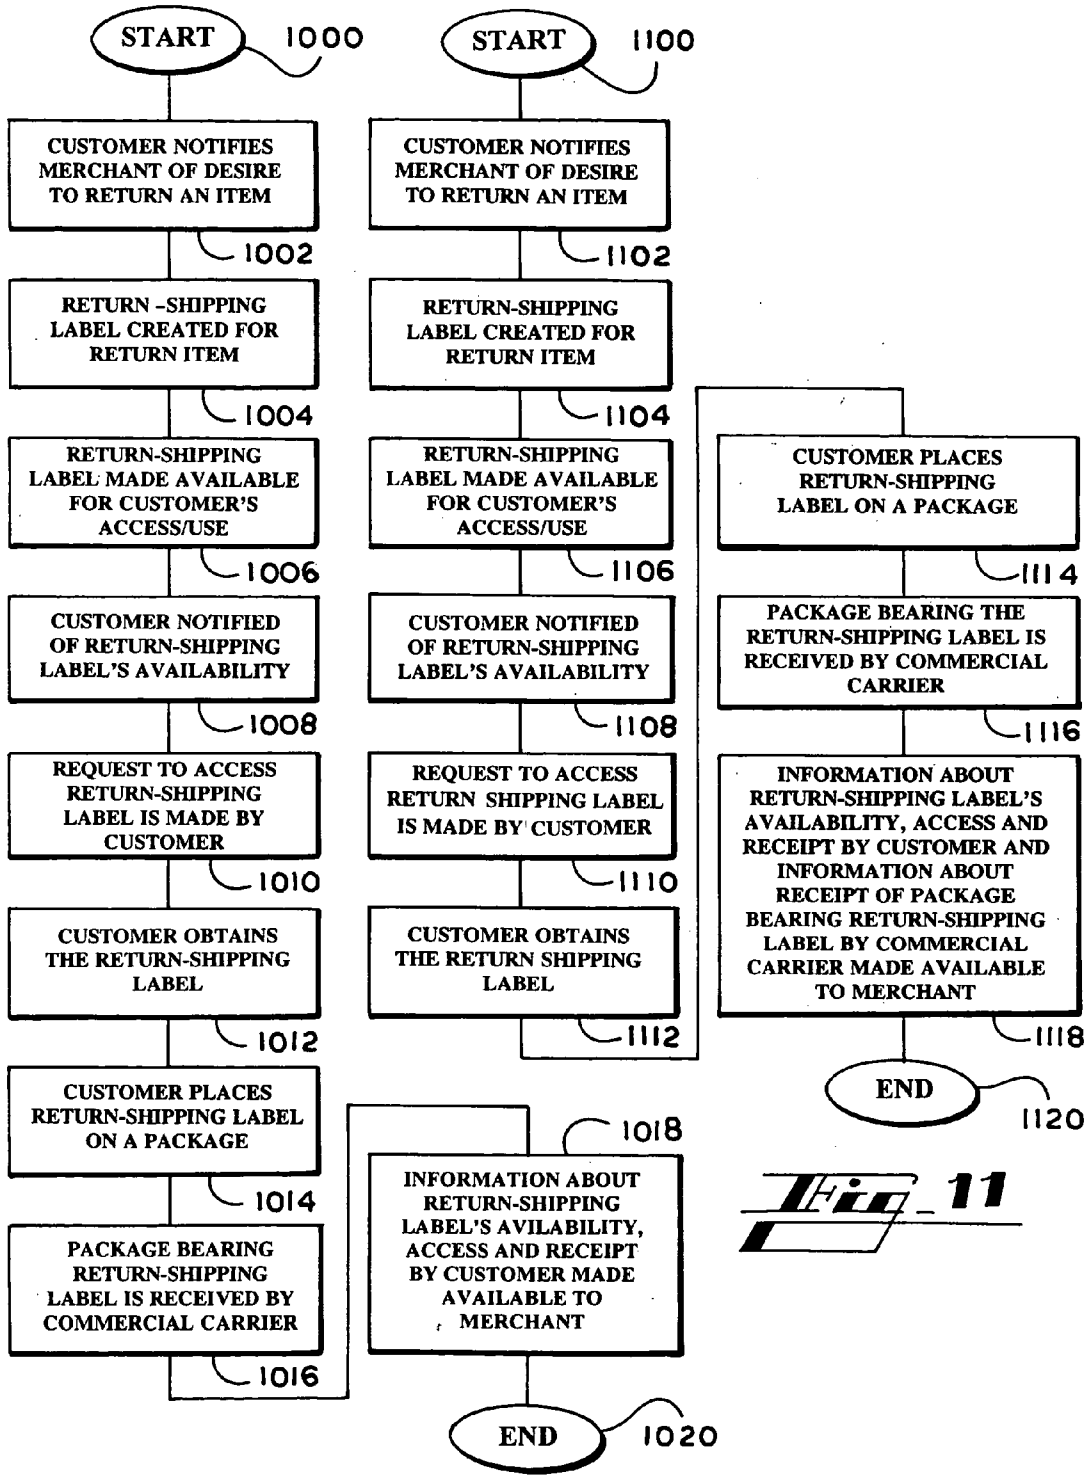 START
1000
CUSTOMER NOTIFIES
MERCHANT OF DESIRE
TO RETURN AN ITEM
1002
RETURN –SHIPPING
LABEL CREATED FOR
RETURN ITEM
1004
RETURN-SHIPPING
LABEL MADE AVAILABLE
FOR CUSTOMER'S
ACCESS/USE
1006
CUSTOMER NOTIFIED
OF RETURN-SHIPPING
LABEL'S AVAILABILITY
1008
REQUEST TO ACCESS
RETURN-SHIPPING
LABEL IS MADE BY
CUSTOMER
1010
CUSTOMER OBTAINS
THE RETURN-SHIPPING
LABEL
1012
CUSTOMER PLACES
RETURN-SHIPPING LABEL
ON A PACKAGE
1014
PACKAGE BEARING
RETURN-SHIPPING
LABEL IS RECEIVED BY
COMMERCIAL CARRIER
1016
1018
INFORMATION ABOUT
RETURN-SHIPPING
LABEL'S AVILABILITY,
ACCESS AND RECEIPT
BY CUSTOMER MADE
AVAILABLE TO
MERCHANT
END
1020
START
1100
CUSTOMER NOTIFIES
MERCHANT OF DESIRE
TO RETURN AN ITEM
1102
RETURN-SHIPPING
LABEL CREATED FOR
RETURN ITEM
1104
RETURN-SHIPPING
LABEL MADE AVAILABLE
FOR CUSTOMER'S
ACCESS/USE
1106
CUSTOMER NOTIFIED
OF RETURN-SHIPPING
LABEL'S AVAILABILITY
1108
REQUEST TO ACCESS
RETURN SHIPPING LABEL
IS MADE BY CUSTOMER
1110
CUSTOMER OBTAINS
THE RETURN SHIPPING
LABEL
1112
CUSTOMER PLACES
RETURN-SHIPPING
LABEL ON A PACKAGE
1114
PACKAGE BEARING THE
RETURN-SHIPPING LABEL IS
RECEIVED BY COMMERCIAL
CARRIER
1116
INFORMATION ABOUT
RETURN-SHIPPING LABEL'S
AVAILABILITY, ACCESS AND
RECEIPT BY CUSTOMER AND
INFORMATION ABOUT
RECEIPT OF PACKAGE
BEARING RETURN-SHIPPING
LABEL BY COMMERCIAL
CARRIER MADE AVAILABLE
TO MERCHANT
1118
END
1120
Fig_11